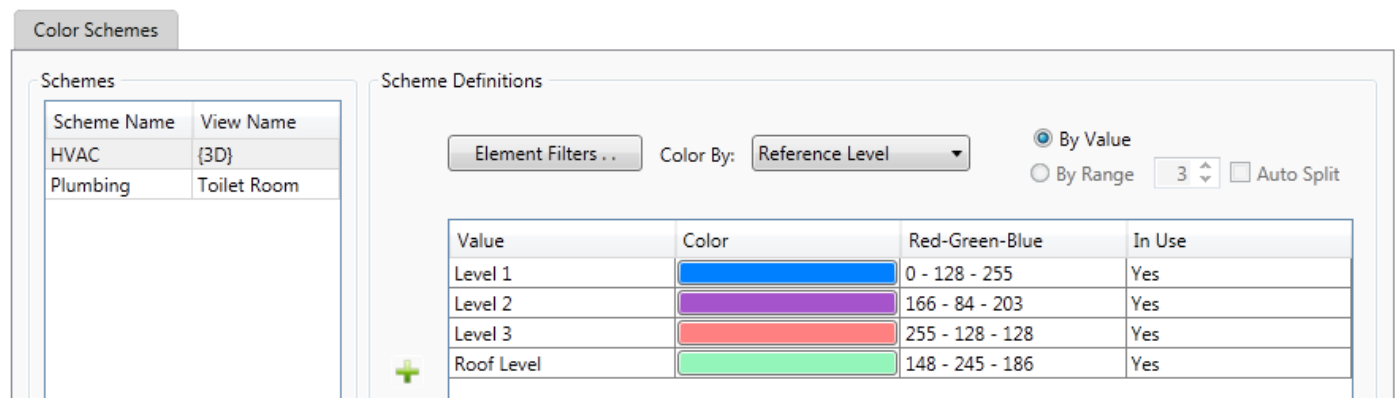 Color Schemes
Schemes
Scheme Name View Name
HVAC {3D}
Plumbing Toilet Room
Scheme Definitions
Element Filters . . Color By: Reference Level
By Value
By Range 3 Auto Split
Value Color Red-Green-Blue In Use
Level 1 0 - 128 - 255 Yes
Level 2 166 - 84 - 203 Yes
Level 3 255 - 128 - 128 Yes
Roof Level 148 - 245 - 186 Yes